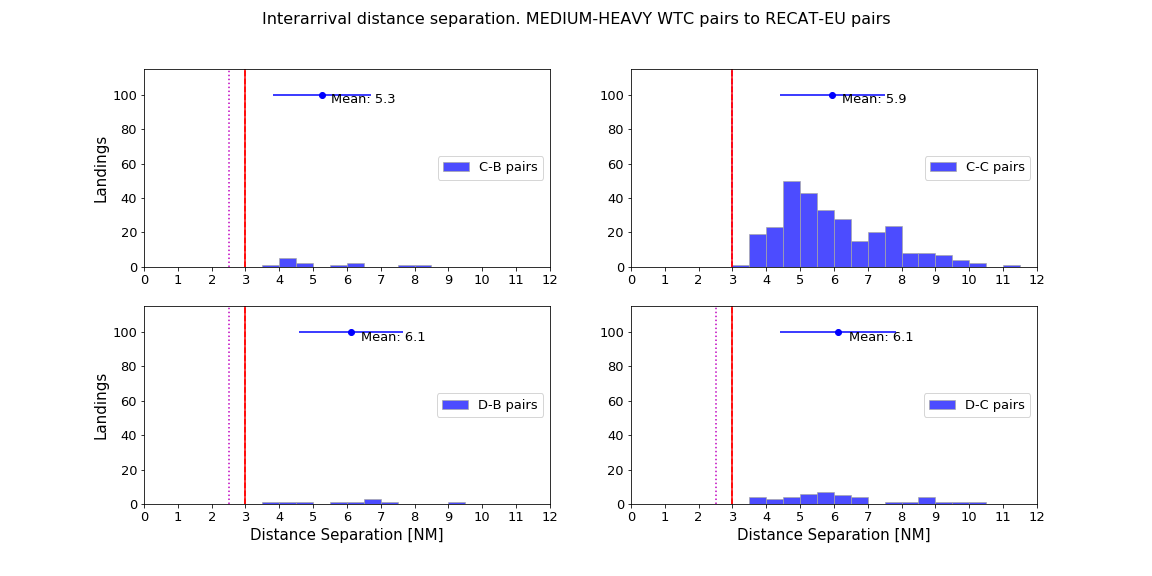 Interarrival distance separation. MEDIUM-HEAVY WTC pairs to RECAT-EU pairs
Landings
100
80
60
40
20
0
Mean: 5.3
C-B pairs
0 1 2 3 4 5 6 7 8 9 10 11 12
100
80
60
40
20
0
Mean: 5.9
C-C pairs
0 1 2 3 4 5 6 7 8 9 10 11 12
Landings
100
80
60
40
20
0
Mean: 6.1
D-B pairs
0 1 2 3 4 5 6 7 8 9 10 11 12
Distance Separation [NM]
100
80
60
40
20
0
Mean: 6.1
D-C pairs
0 1 2 3 4 5 6 7 8 9 10 11 12
Distance Separation [NM]